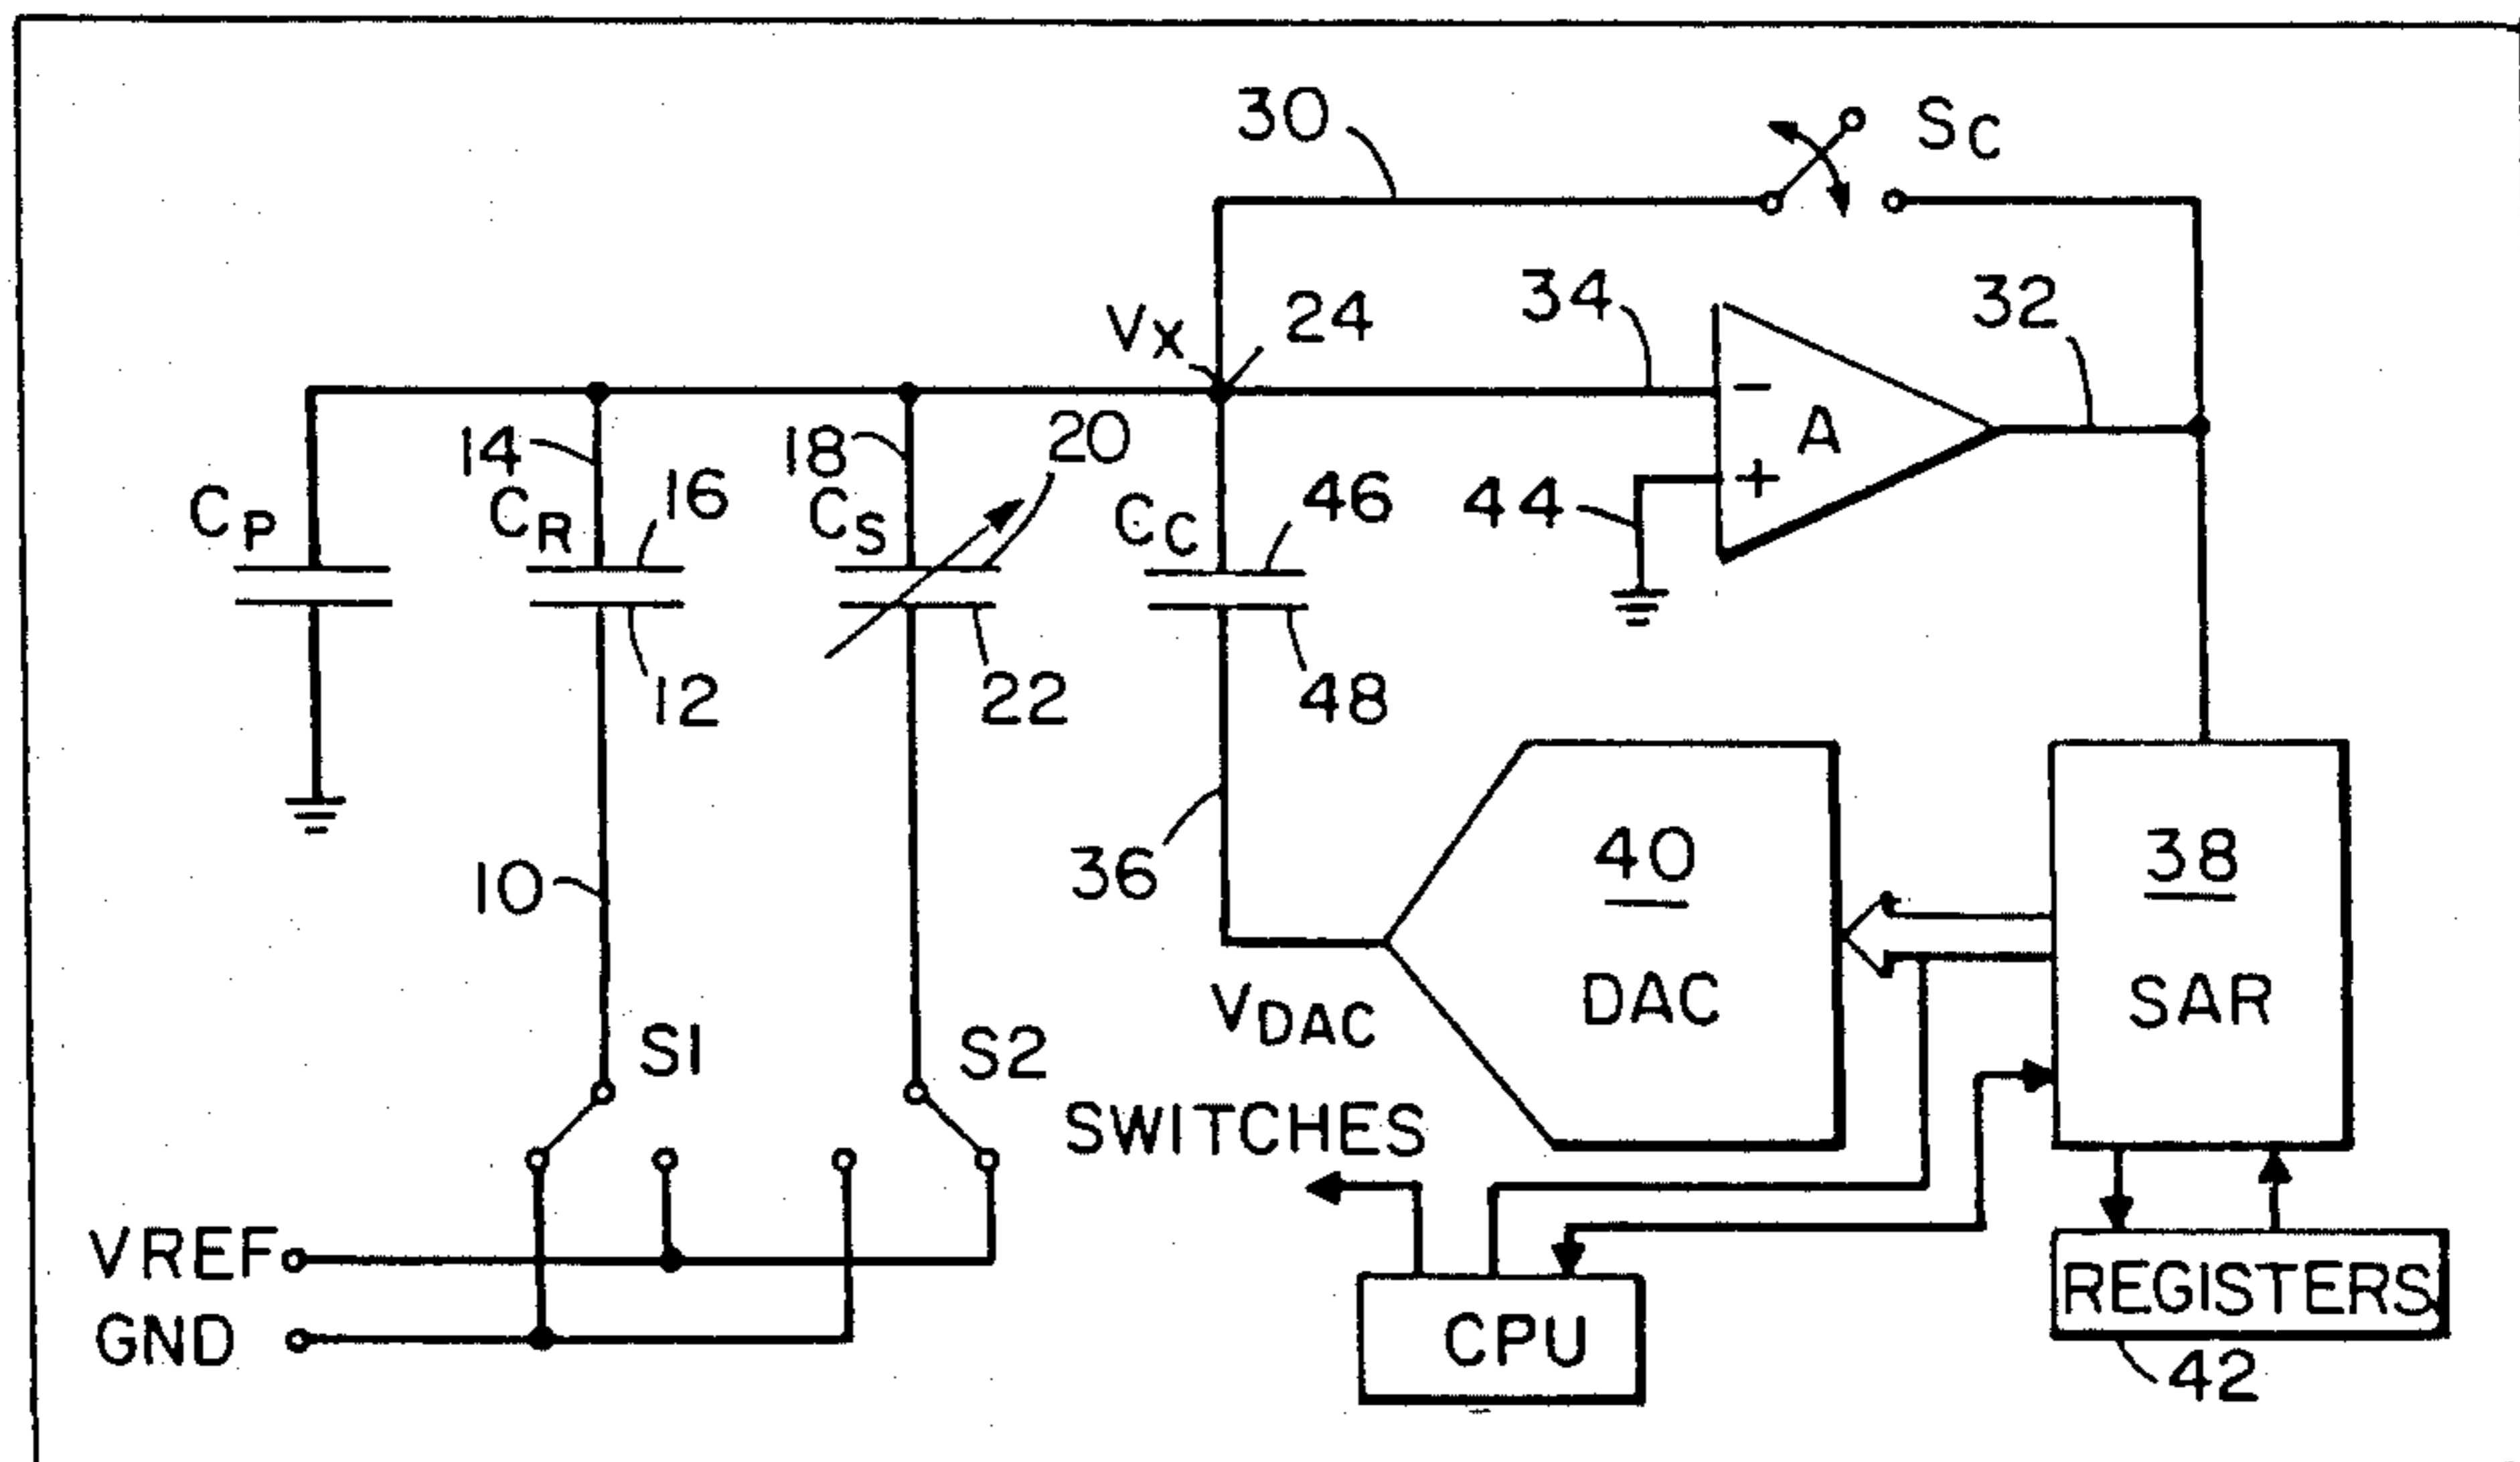 30
SC
34
32
VX
24
14
18
20
CP
CR
16
CS
CC
46
44
A
-
+
12
22
48
10
36
40
DAC
38
SAR
VDAC
S1
S2
SWITCHES
VREF
GND
CPU
REGISTERS
42